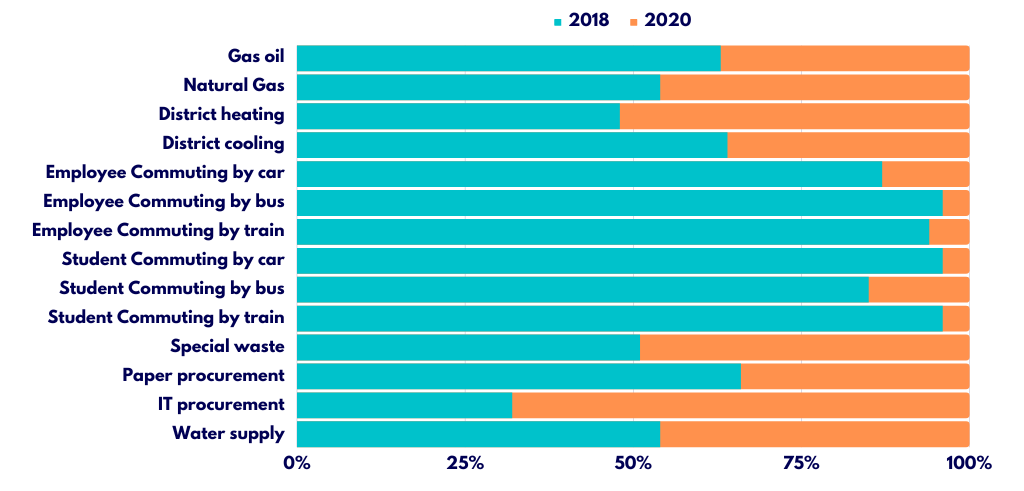 2018 2020
Gas oil
Natural Gas
District heating
District cooling
Employee Commuting by car
Employee Commuting by bus
Employee Commuting by train
Student Commuting by car
Student Commuting by bus
Student Commuting by train
Special waste
Paper procurement
IT procurement
Water supply
0% 25% 50% 75% 100%